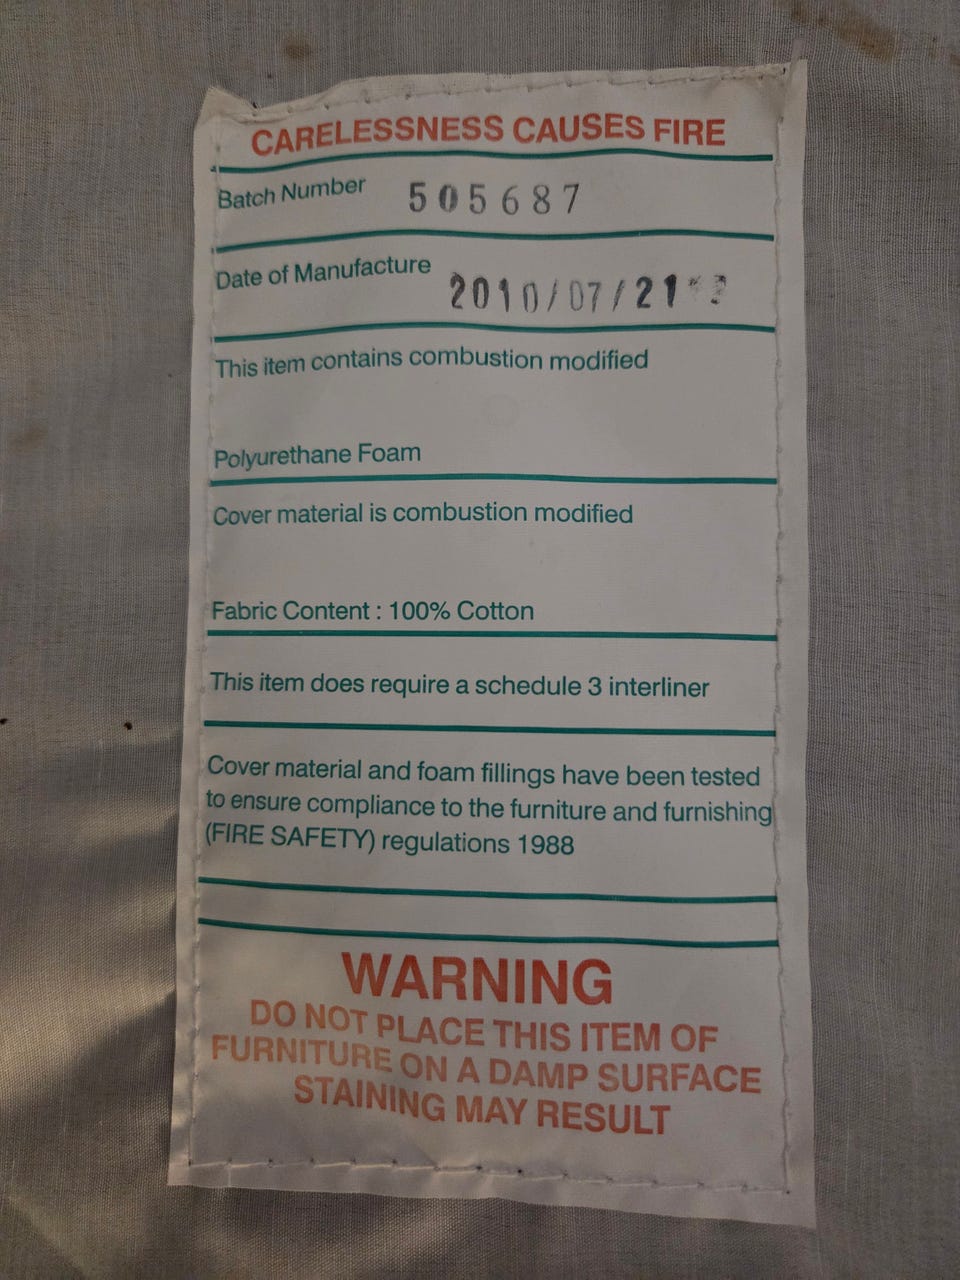 CARELESSNESS CAUSES FIRE
Batch Number 505687
Date of Manufacture 2010/07/21
This item contains combustion modified
Polyurethane Foam
Cover material is combustion modified
Fabric Content : 100% Cotton
This item does require a schedule 3 interliner
Cover material and foam fillings have been tested
to ensure compliance to the furniture and furnishing
(FIRE SAFETY) regulations 1988
WARNING
DO NOT PLACE THIS ITEM OF
FURNITURE ON A DAMP SURFACE
STAINING MAY RESULT